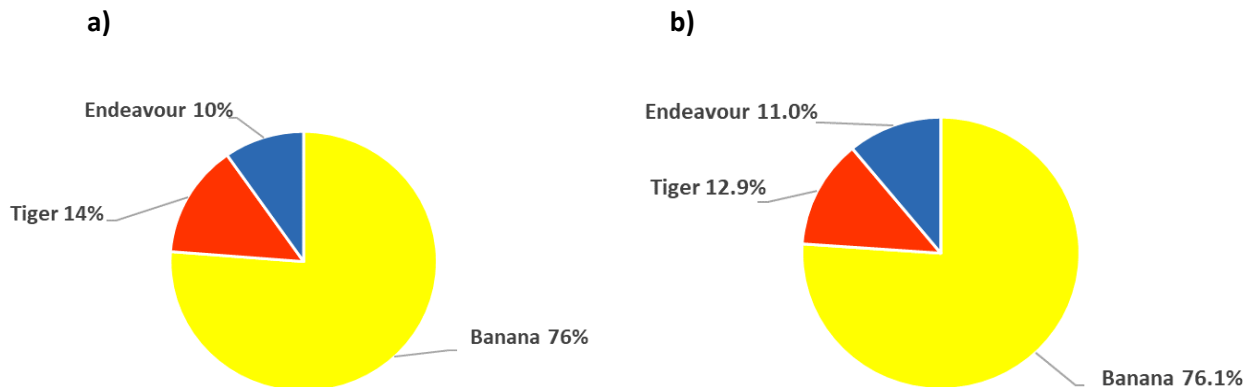 a)
Endeavour 10%
Tiger 14%
Banana 76%
b)
Endeavour 11.0%
Tiger 12.9%
Banana 76.1%